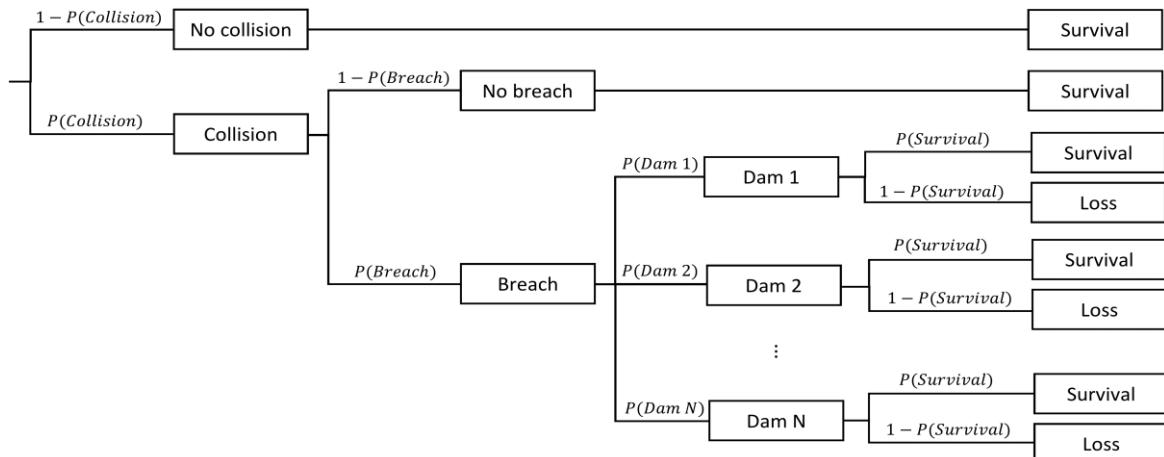 1 − P(Collision)
No collision
Survival
1 − P(Breach)
No breach
Survival
P(Collision)
Collision
P(Survival)
Survival
P(Dam 1)
Dam 1
1 − P(Survival)
Loss
P(Survival)
Survival
P(Breach)
Breach
P(Dam 2)
Dam 2
1 − P(Survival)
Loss
⋮
P(Survival)
Survival
P(Dam N)
Dam N
1 − P(Survival)
Loss